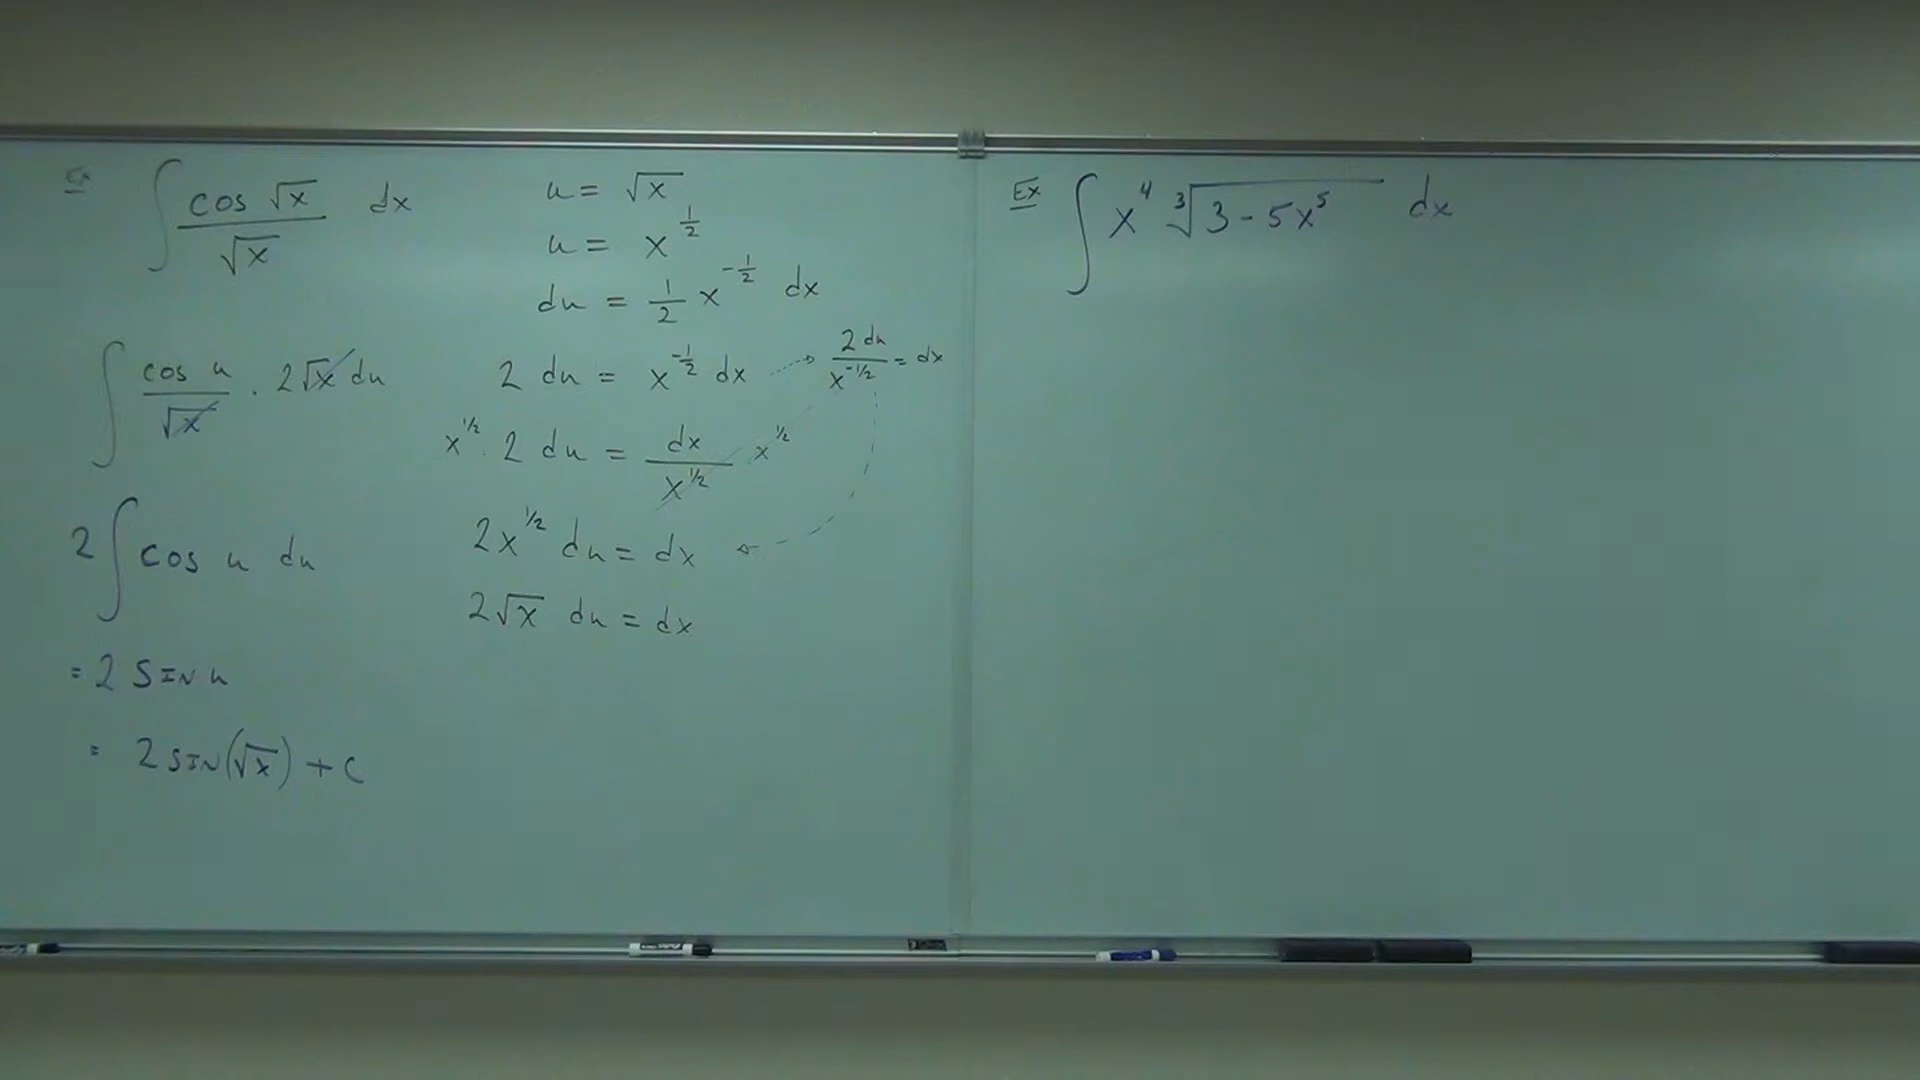 Ex ∫ cos √x / √x dx
u = √x
u = x^(1/2)
du = 1/2 x^(-1/2) dx
∫ cos u / √x · 2√x du
2 du = x^(-1/2) dx
2 du / x^(-1/2) = dx
x^(1/2) · 2 du = dx / x^(1/2) x^(1/2)
2 ∫ cos u du
2x^(1/2) du = dx
2√x du = dx
= 2 SIN u
= 2 SIN(√x) + C
Ex ∫ x^4 ∛(3 - 5x^5) dx